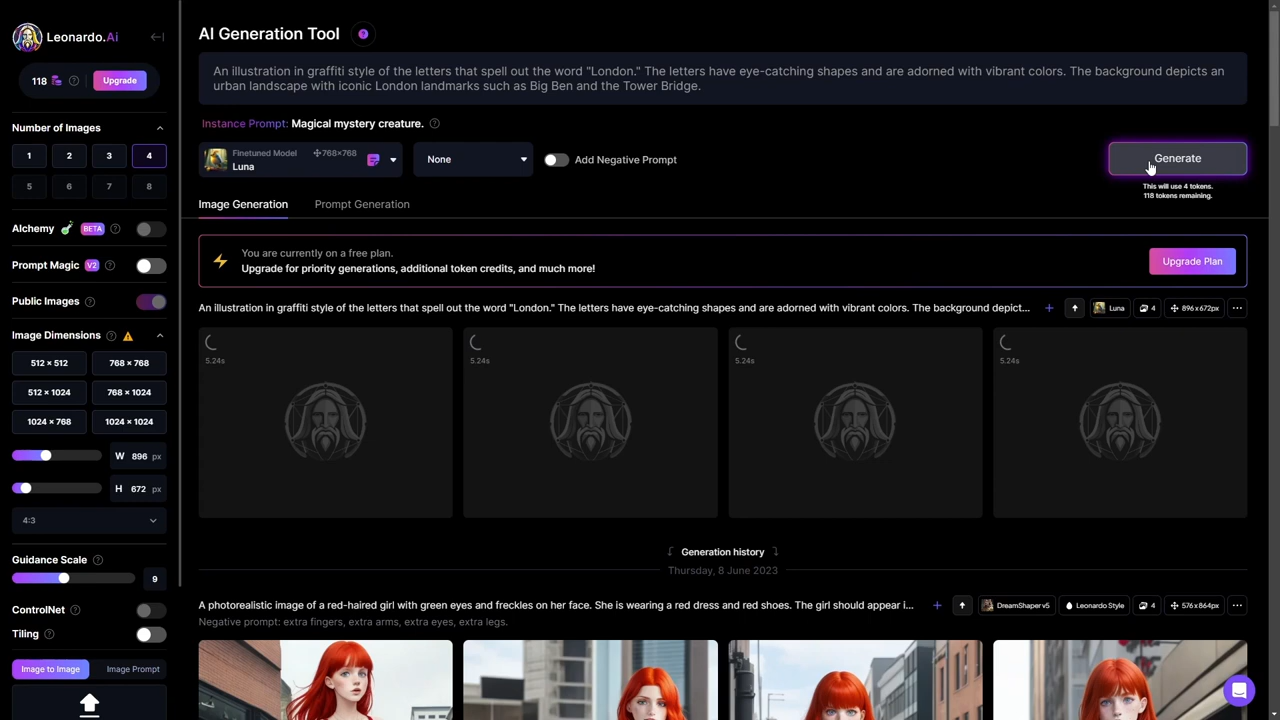 Leonardo.Ai
118
Upgrade
Number of Images
1 2 3 4
5 6 7 8
Alchemy BETA
Prompt Magic V2
Public Images
Image Dimensions
512 × 512 768 × 768
512 × 1024 768 × 1024
1024 × 768 1024 × 1024
W 896 px
H 672 px
4:3
Guidance Scale
9
ControlNet
Tiling
Image to Image Image Prompt
AI Generation Tool
An illustration in graffiti style of the letters that spell out the word "London." The letters have eye-catching shapes and are adorned with vibrant colors. The background depicts an
urban landscape with iconic London landmarks such as Big Ben and the Tower Bridge.
Instance Prompt: Magical mystery creature.
Finetuned Model 768×768
Luna
None
Add Negative Prompt
Generate
This will use 4 tokens.
118 tokens remaining.
Image Generation Prompt Generation
You are currently on a free plan.
Upgrade for priority generations, additional token credits, and much more!
Upgrade Plan
An illustration in graffiti style of the letters that spell out the word "London." The letters have eye-catching shapes and are adorned with vibrant colors. The background depict...
Luna 4 896×672px
5.24s 5.24s 5.24s 5.24s
Generation history
Thursday, 8 June 2023
A photorealistic image of a red-haired girl with green eyes and freckles on her face. She is wearing a red dress and red shoes. The girl should appear i...
DreamShaper v5 Leonardo Style 4 576×864px
Negative prompt: extra fingers, extra arms, extra eyes, extra legs.